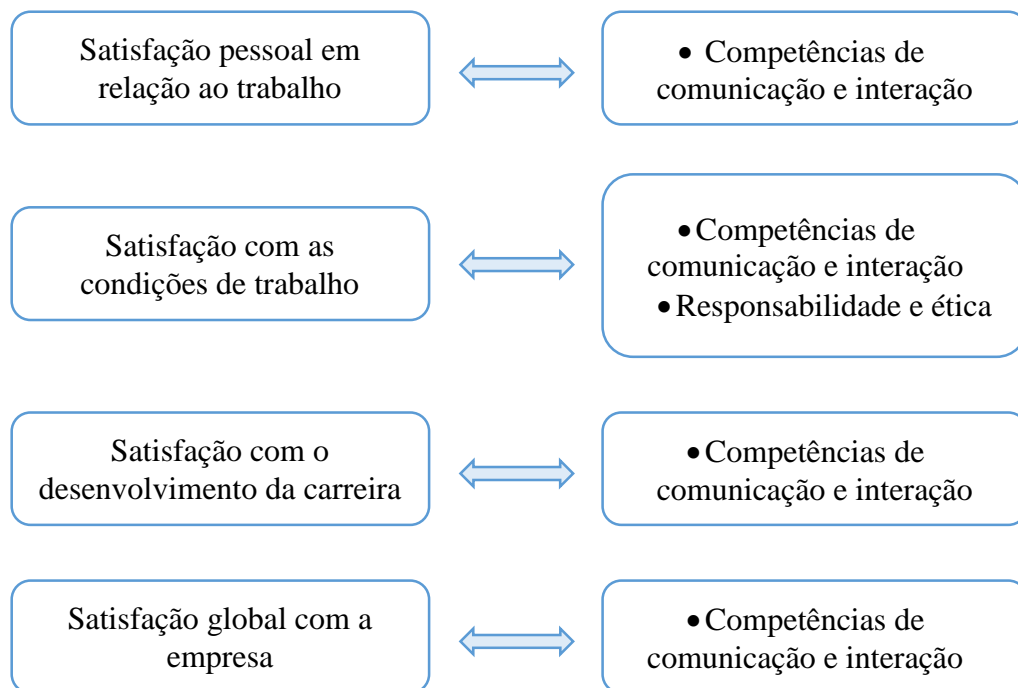 Satisfação pessoal em
relação ao trabalho
• Competências de
comunicação e interação
Satisfação com as
condições de trabalho
• Competências de
comunicação e interação
• Responsabilidade e ética
Satisfação com o
desenvolvimento da carreira
• Competências de
comunicação e interação
Satisfação global com a
empresa
• Competências de
comunicação e interação